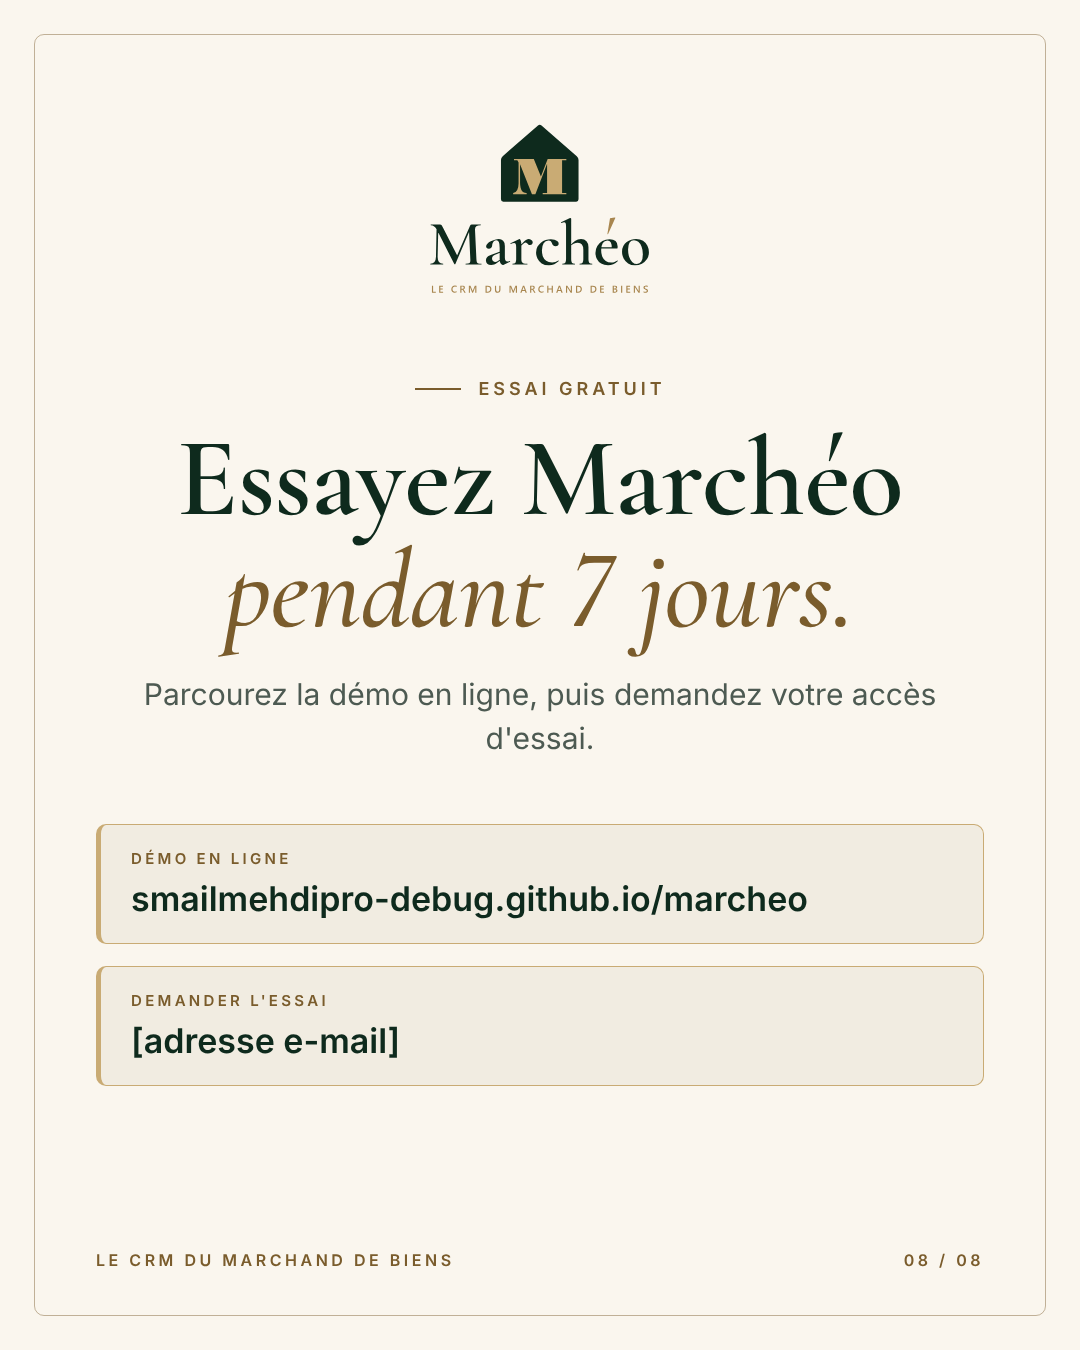 M
Marchéo
LE CRM DU MARCHAND DE BIENS
ESSAI GRATUIT
Essayez Marchéo
pendant 7 jours.
Parcourez la démo en ligne, puis demandez votre accès
d'essai.
DÉMO EN LIGNE
smailmehdipro-debug.github.io/marcheo
DEMANDER L'ESSAI
[adresse e-mail]
LE CRM DU MARCHAND DE BIENS
08 / 08